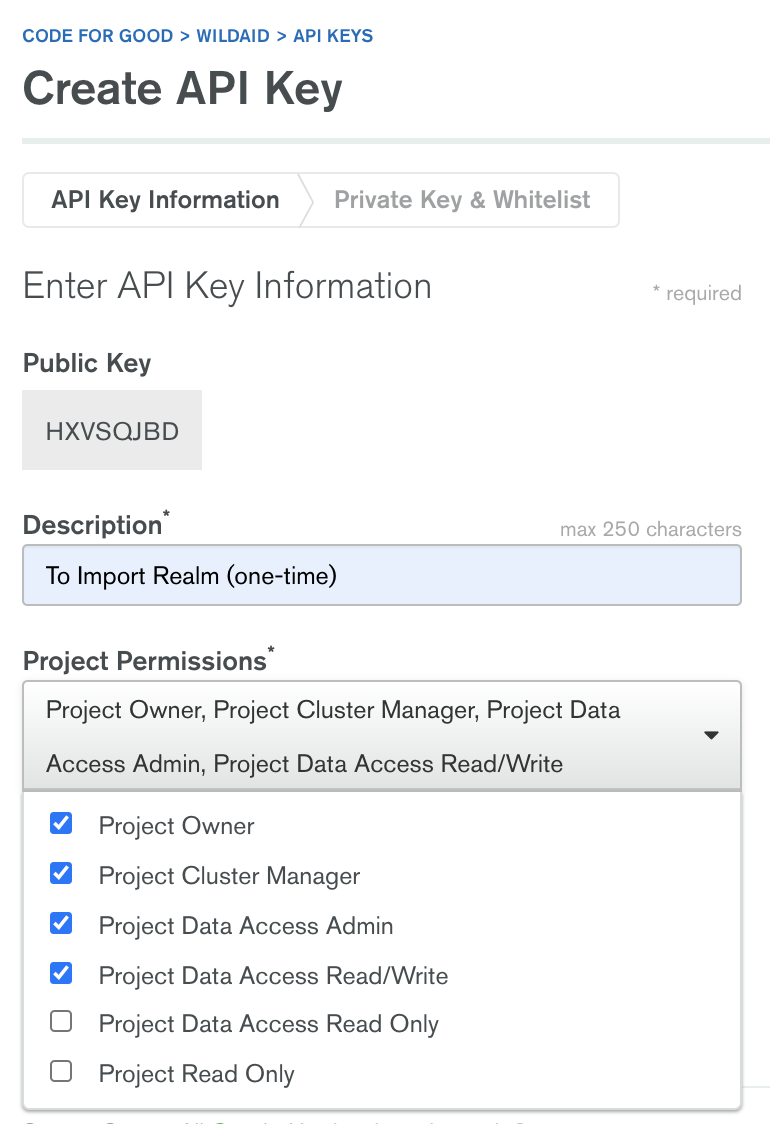 CODE FOR GOOD > WILDAID > API KEYS
Create API Key
API Key Information
Private Key & Whitelist
Enter API Key Information
* required
Public Key
HXVSQJBD
Description*
max 250 characters
To Import Realm (one-time)
Project Permissions*
Project Owner, Project Cluster Manager, Project Data
Access Admin, Project Data Access Read/Write
Project Owner
Project Cluster Manager
Project Data Access Admin
Project Data Access Read/Write
Project Data Access Read Only
Project Read Only